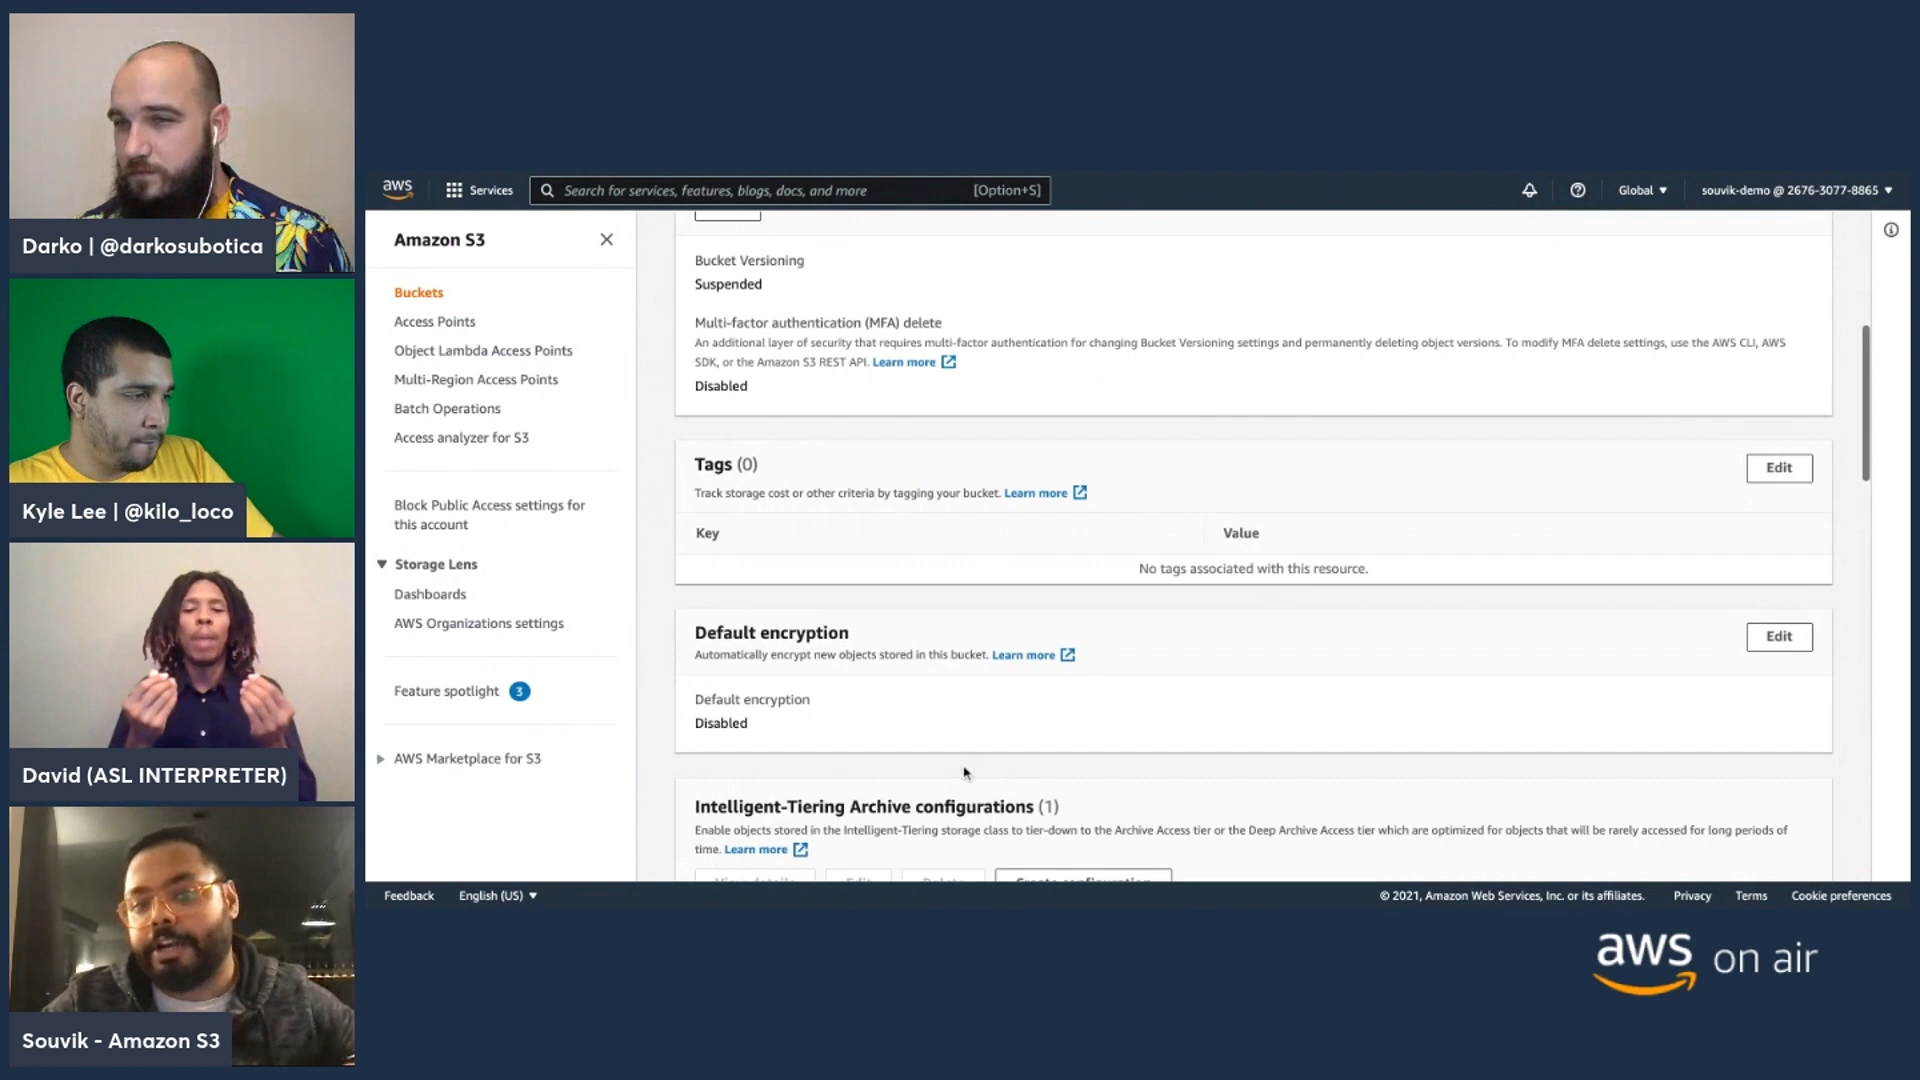 Darko | @darkosubotica
Kyle Lee | @kilo_loco
David (ASL INTERPRETER)
Souvik - Amazon S3
aws
Services
Search for services, features, blogs, docs, and more
[Option+S]
Global
souvik-demo @ 2676-3077-8865
Amazon S3
Buckets
Access Points
Object Lambda Access Points
Multi-Region Access Points
Batch Operations
Access analyzer for S3
Block Public Access settings for
this account
Storage Lens
Dashboards
AWS Organizations settings
Feature spotlight 3
AWS Marketplace for S3
Bucket Versioning
Suspended
Multi-factor authentication (MFA) delete
An additional layer of security that requires multi-factor authentication for changing Bucket Versioning settings and permanently deleting object versions. To modify MFA delete settings, use the AWS CLI, AWS
SDK, or the Amazon S3 REST API. Learn more
Disabled
Tags (0)
Edit
Track storage cost or other criteria by tagging your bucket. Learn more
Key Value
No tags associated with this resource.
Default encryption
Edit
Automatically encrypt new objects stored in this bucket. Learn more
Default encryption
Disabled
Intelligent-Tiering Archive configurations (1)
Enable objects stored in the Intelligent-Tiering storage class to tier-down to the Archive Access tier or the Deep Archive Access tier which are optimized for objects that will be rarely accessed for long periods of
time. Learn more
View details Edit Delete Create configuration
Feedback English (US)
© 2021, Amazon Web Services, Inc. or its affiliates. Privacy Terms Cookie preferences
aws on air